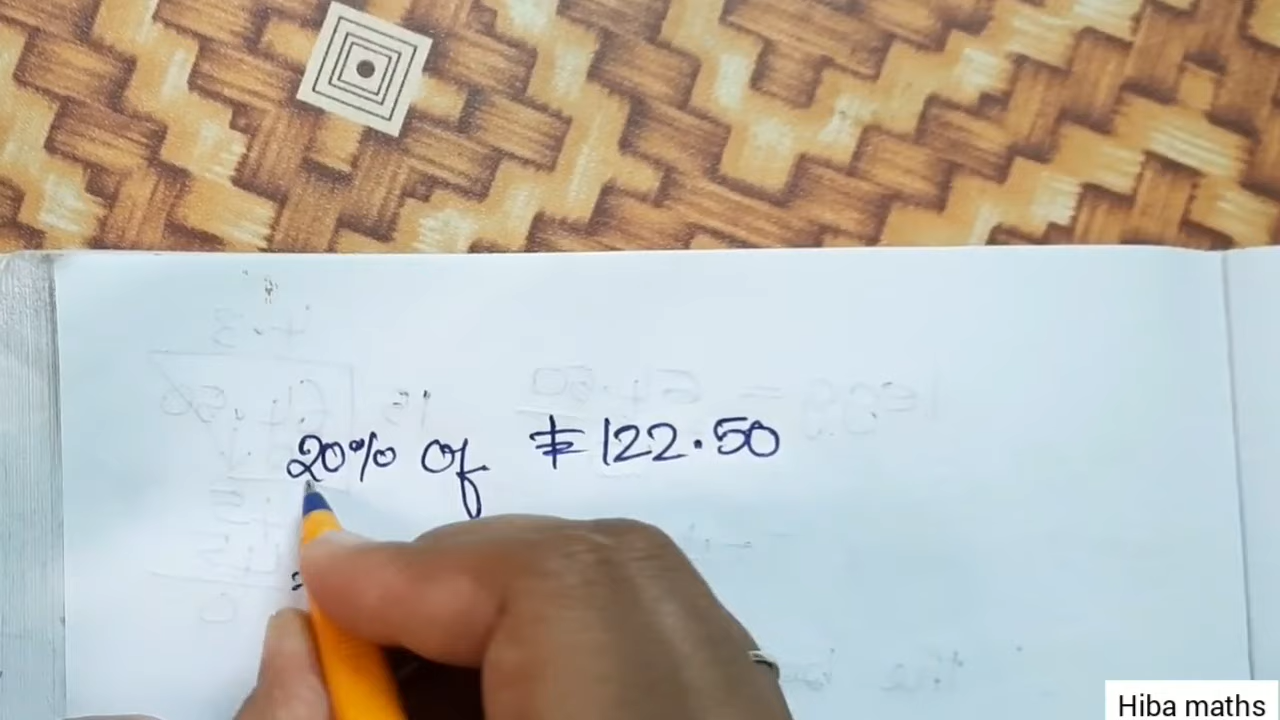 20% of ₹122.50
=
Hiba maths